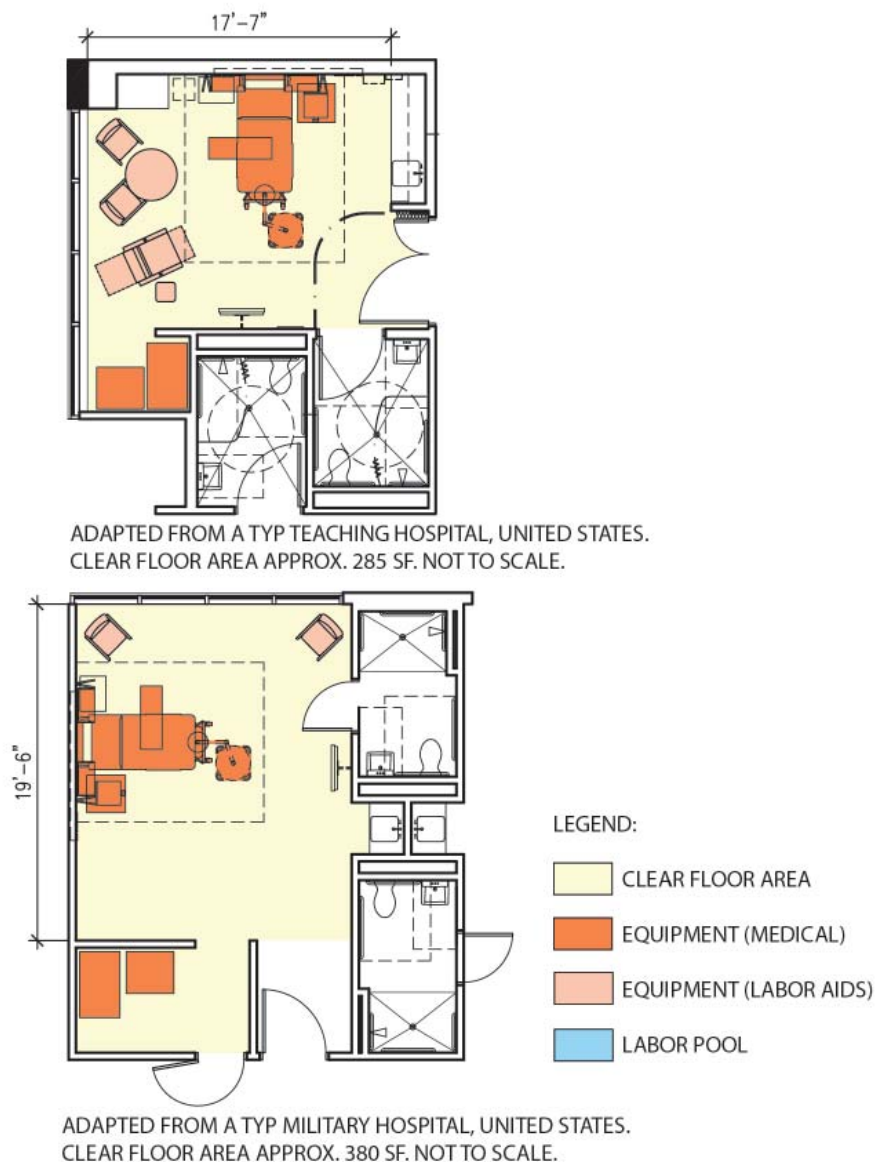 17'-7"
ADAPTED FROM A TYP TEACHING HOSPITAL, UNITED STATES.
CLEAR FLOOR AREA APPROX. 285 SF. NOT TO SCALE.
19'-6"
LEGEND:
CLEAR FLOOR AREA
EQUIPMENT (MEDICAL)
EQUIPMENT (LABOR AIDS)
LABOR POOL
ADAPTED FROM A TYP MILITARY HOSPITAL, UNITED STATES.
CLEAR FLOOR AREA APPROX. 380 SF. NOT TO SCALE.